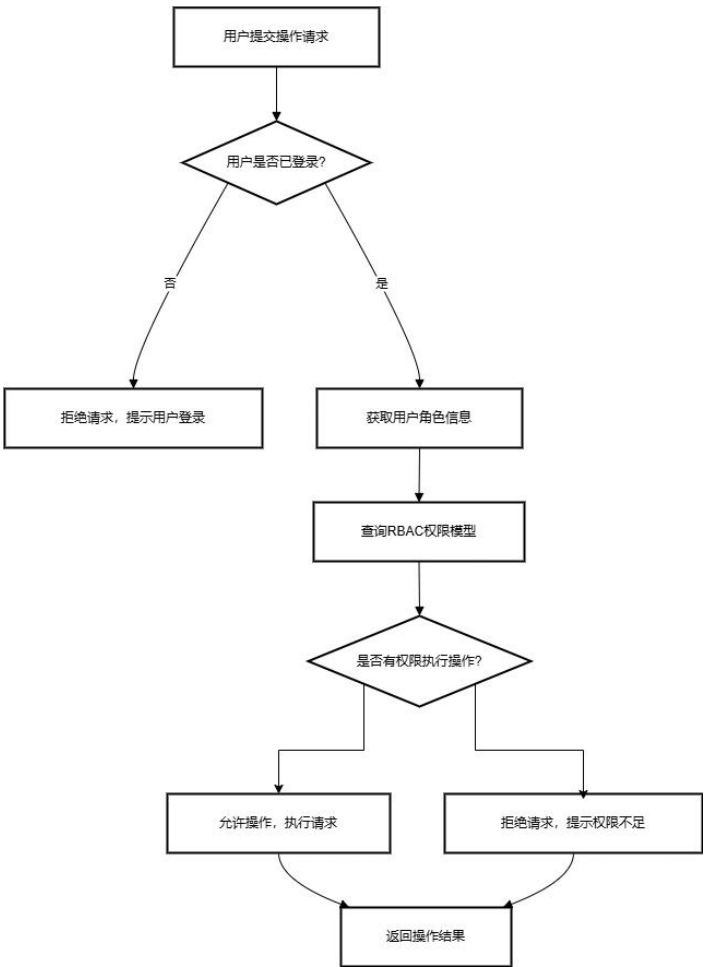 用户提交操作请求
用户是否已登录?
否
是
拒绝请求，提示用户登录
获取用户角色信息
查询RBAC权限模型
是否有权限执行操作?
允许操作，执行请求
拒绝请求，提示权限不足
返回操作结果